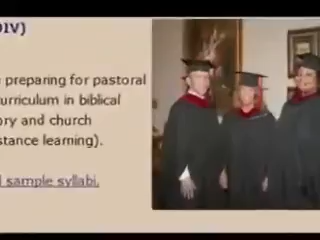 DIV)
preparing for pastoral
curriculum in biblical
ory and church
stance learning).
sample syllabi.